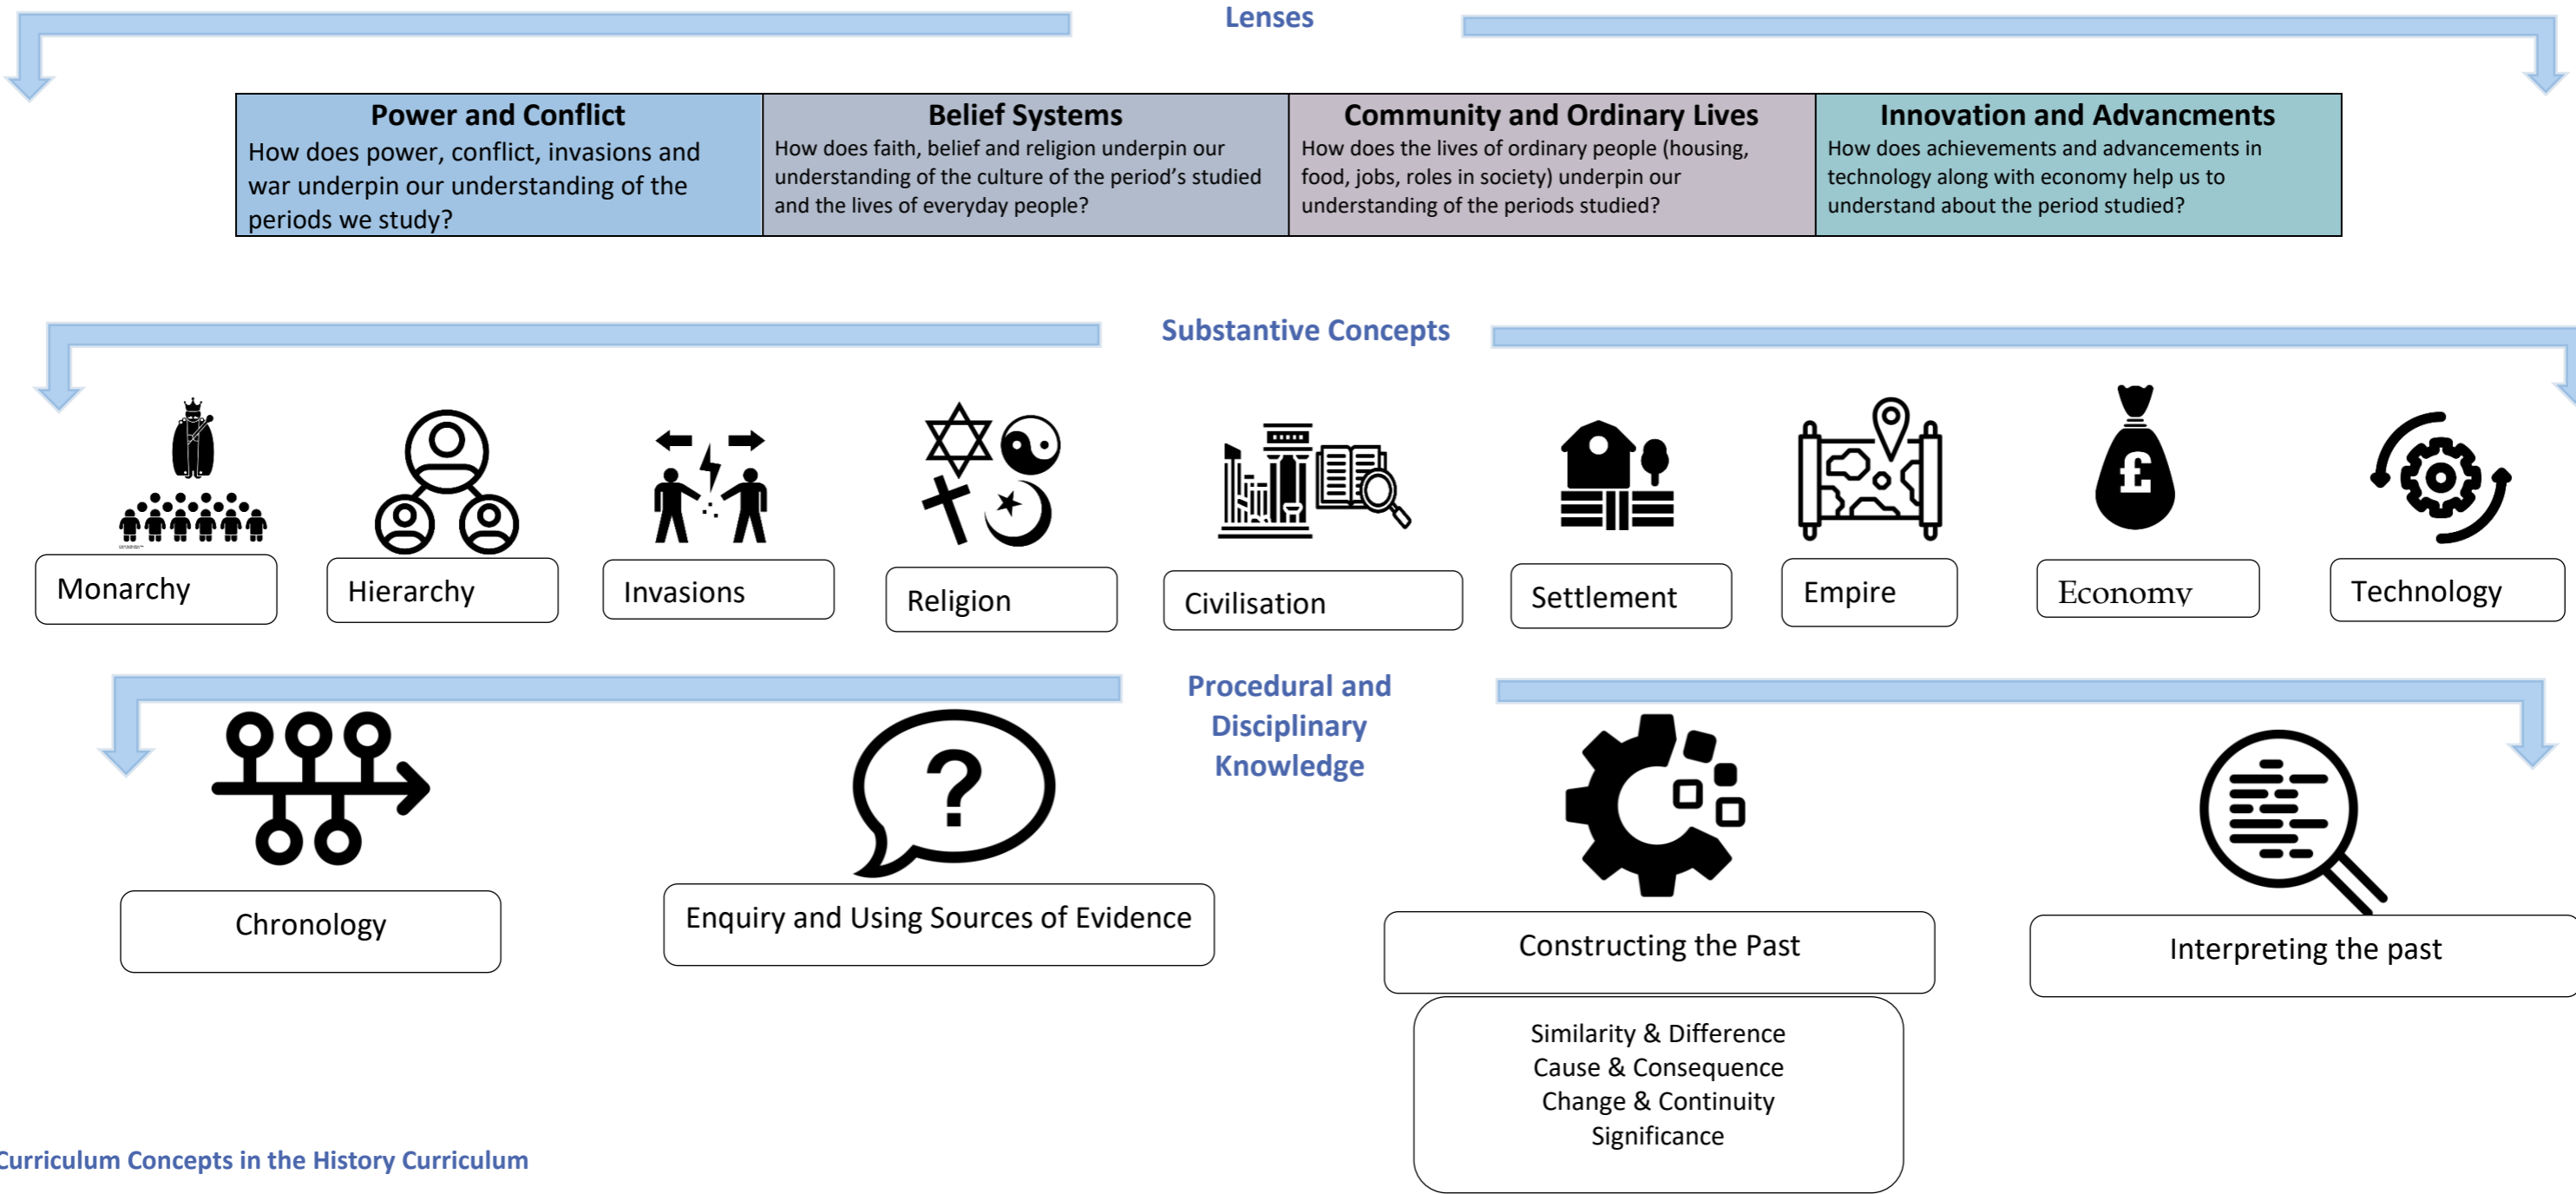 Lenses
Power and Conflict
How does power, conflict, invasions and
war underpin our understanding of the
periods we study?
Belief Systems
How does faith, belief and religion underpin our
understanding of the culture of the period's studied
and the lives of everyday people?
Community and Ordinary Lives
How does the lives of ordinary people (housing,
food, jobs, roles in society) underpin our
understanding of the periods studied?
Innovation and Advancments
How does achievements and advancements in
technology along with economy help us to
understand about the period studied?
Substantive Concepts
£
Monarchy
Hierarchy
Invasions
Religion
Civilisation
Settlement
Empire
Economy
Technology
Procedural and
Disciplinary
Knowledge
?
Chronology
Enquiry and Using Sources of Evidence
Constructing the Past
Interpreting the past
Similarity & Difference
Cause & Consequence
Change & Continuity
Significance
Curriculum Concepts in the History Curriculum